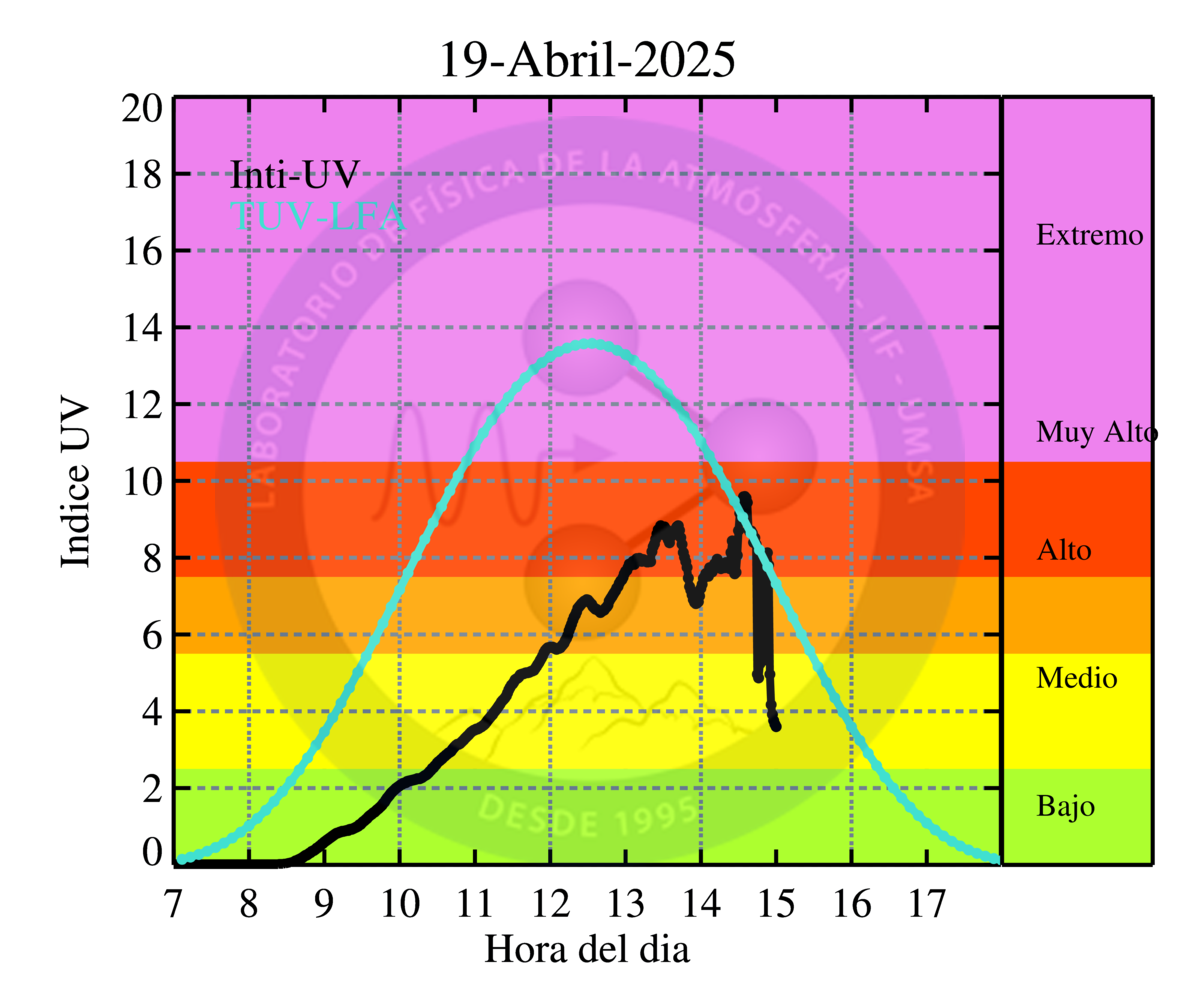 19-Abril-2025
Inti-UV
TUV-LFA
LABORATORIO DE FÍSICA DE LA ATMÓSFERA - IIF - UMSA
DESDE 1995
Indice UV
20
18
16
14
12
10
8
6
4
2
0
Extremo
Muy Alto
Alto
Medio
Bajo
7 8 9 10 11 12 13 14 15 16 17
Hora del dia